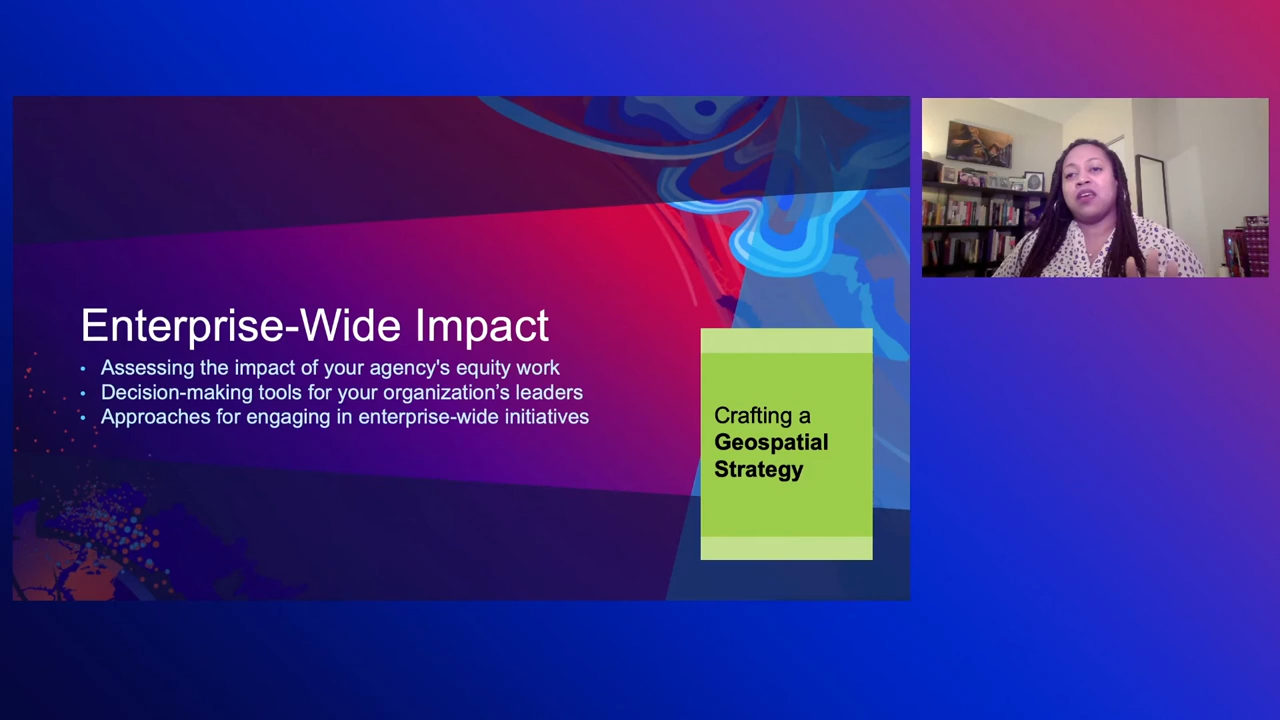 Enterprise-Wide Impact
• Assessing the impact of your agency's equity work
• Decision-making tools for your organization’s leaders
• Approaches for engaging in enterprise-wide initiatives
Crafting a
Geospatial
Strategy